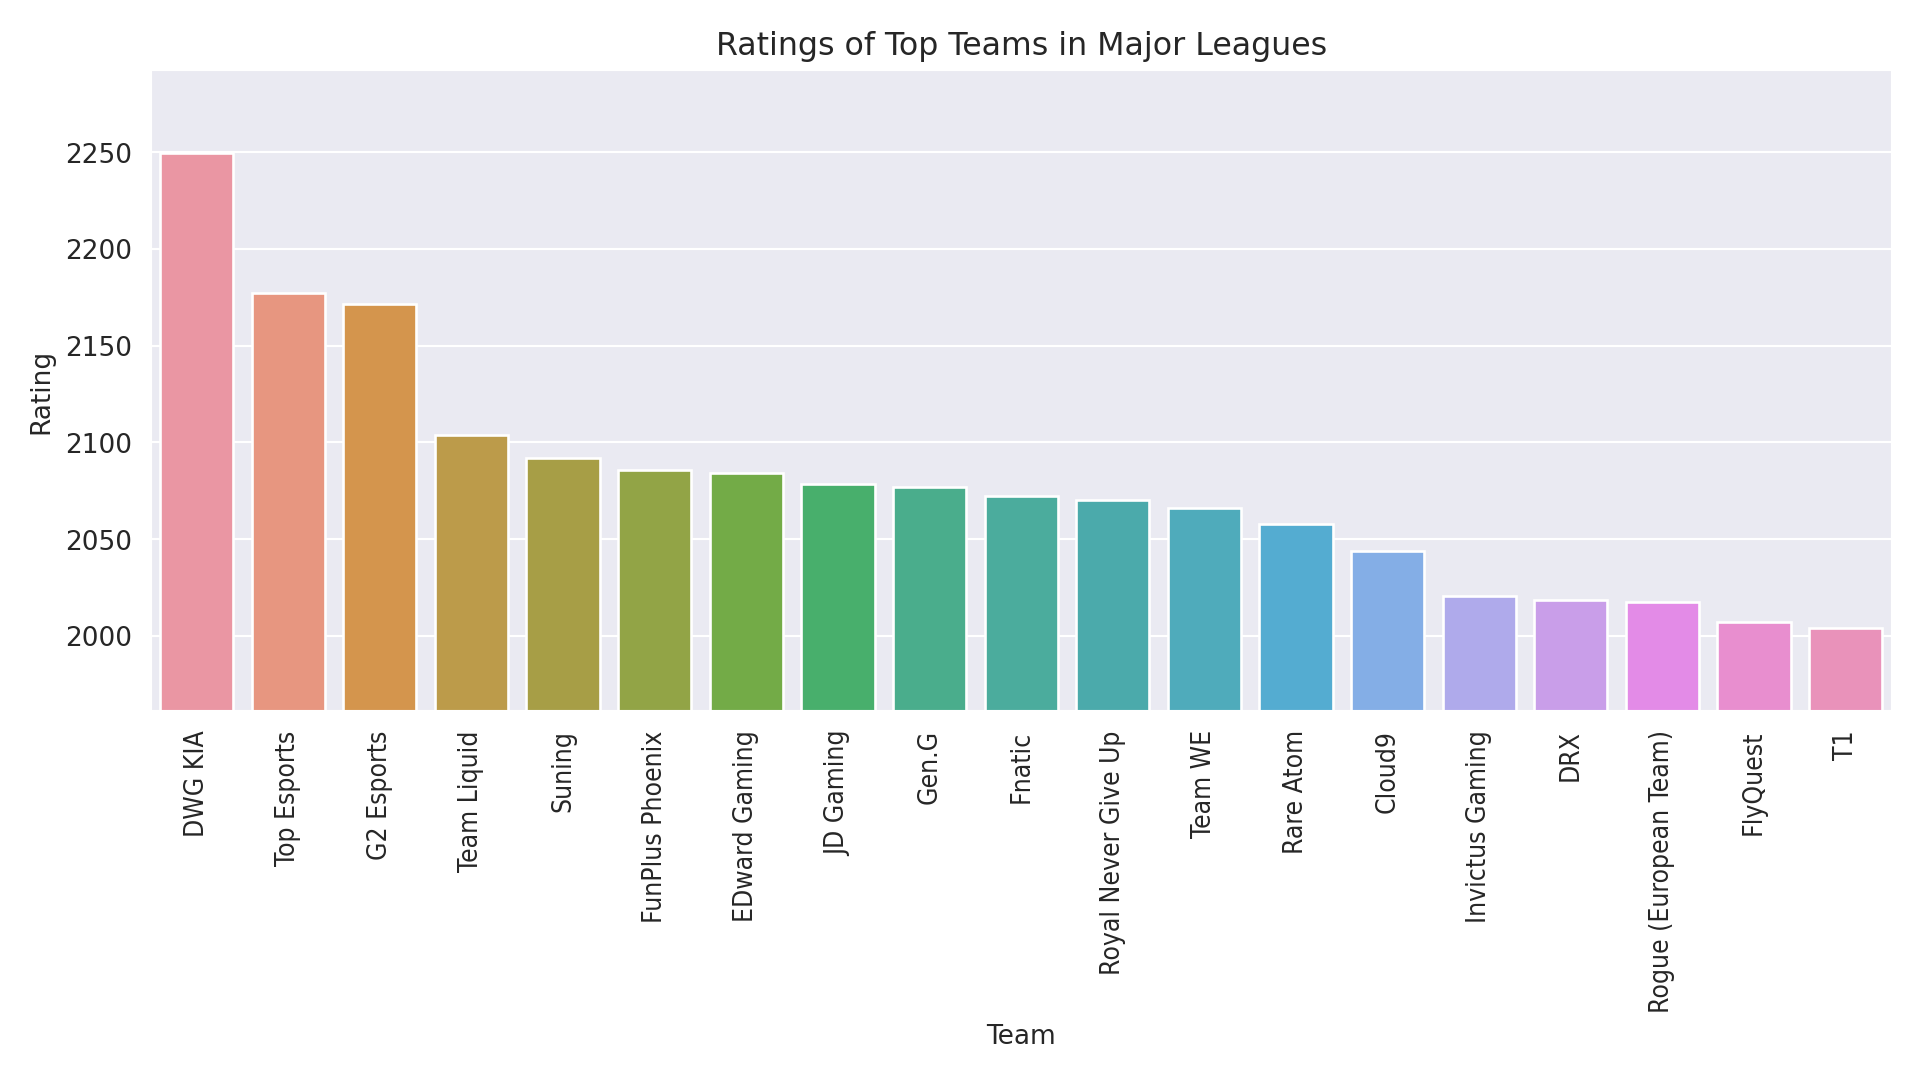 Ratings of Top Teams in Major Leagues
Rating
2250
2200
2150
2100
2050
2000
DWG KIA
Top Esports
G2 Esports
Team Liquid
Suning
FunPlus Phoenix
EDward Gaming
JD Gaming
Gen.G
Fnatic
Royal Never Give Up
Team WE
Rare Atom
Cloud9
Invictus Gaming
DRX
Rogue (European Team)
FlyQuest
T1
Team